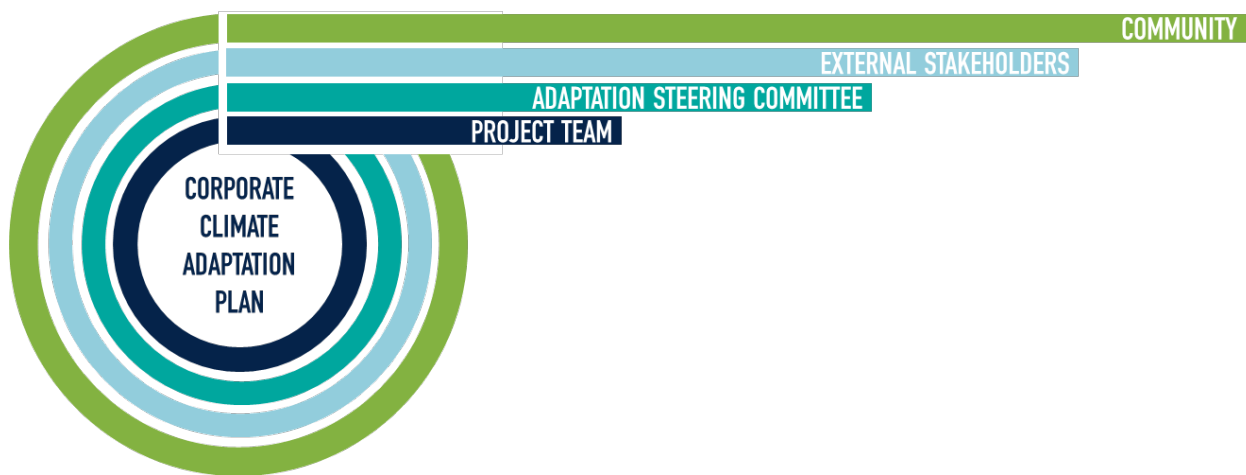 COMMUNITY
EXTERNAL STAKEHOLDERS
ADAPTATION STEERING COMMITTEE
PROJECT TEAM
CORPORATE
CLIMATE
ADAPTATION
PLAN